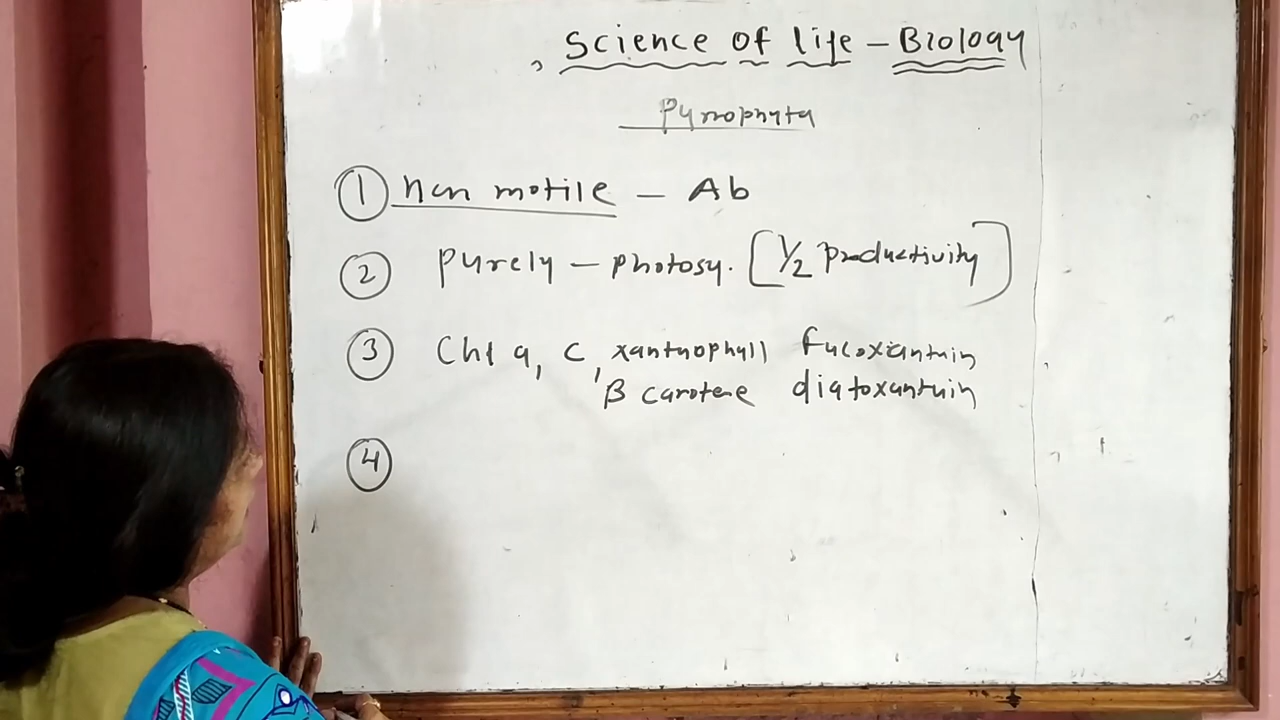 Science of life - Biology
Pyrrophyta
① non motile - Ab
② Purely - photosy. [ 1/2 productivity ]
③ Chl a, c, xanthophyll fucoxanthin
β carotene diatoxanthin
④